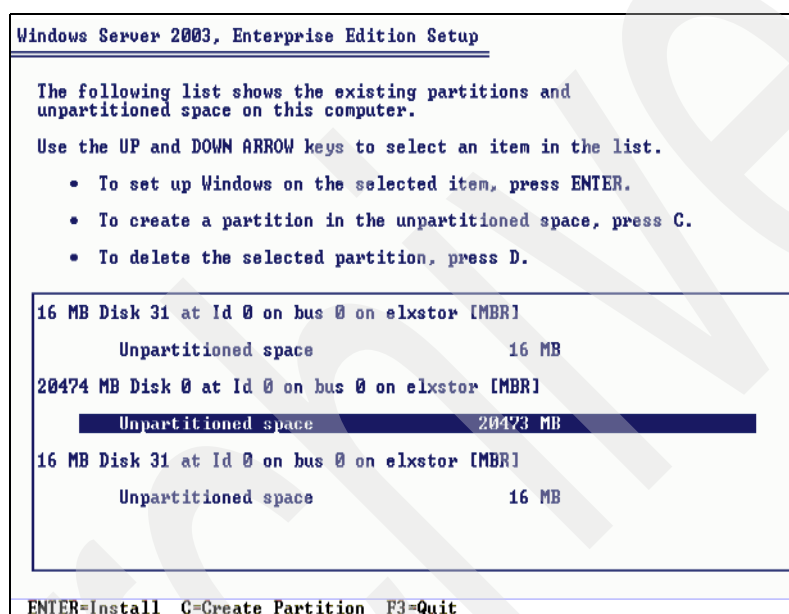 Windows Server 2003, Enterprise Edition Setup
The following list shows the existing partitions and
unpartitioned space on this computer.
Use the UP and DOWN ARROW keys to select an item in the list.
• To set up Windows on the selected item, press ENTER.
• To create a partition in the unpartitioned space, press C.
• To delete the selected partition, press D.
16 MB Disk 31 at Id 0 on bus 0 on elxstor [MBR]
Unpartitioned space 16 MB
20474 MB Disk 0 at Id 0 on bus 0 on elxstor [MBR]
Unpartitioned space 20473 MB
16 MB Disk 31 at Id 0 on bus 0 on elxstor [MBR]
Unpartitioned space 16 MB
ENTER=Install C=Create Partition F3=Quit